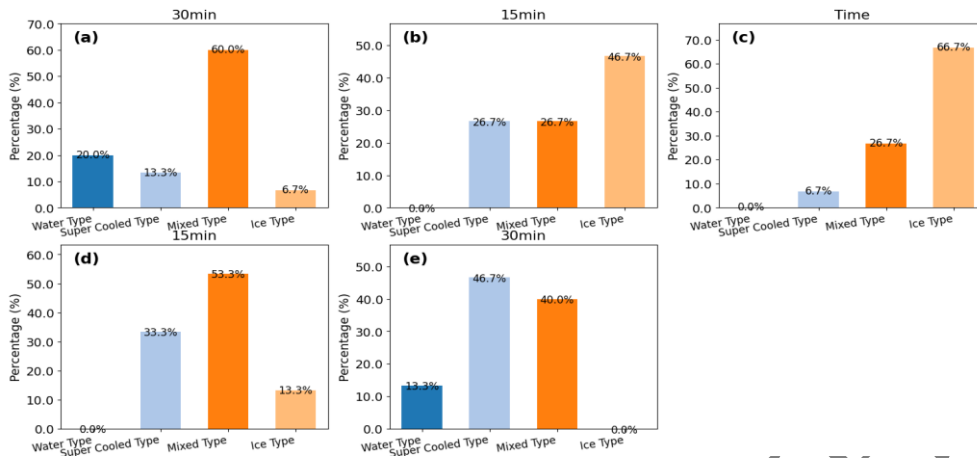 30min
(a)
Percentage (%)
70.0
60.0
50.0
40.0
30.0
20.0
10.0
0.0
20.0%
13.3%
60.0%
6.7%
Water Type
Super Cooled Type
Mixed Type
Ice Type
15min
(b)
Percentage (%)
50.0
40.0
30.0
20.0
10.0
0.0
0.0%
26.7%
26.7%
46.7%
Water Type
Super Cooled Type
Mixed Type
Ice Type
Time
(c)
Percentage (%)
70.0
60.0
50.0
40.0
30.0
20.0
10.0
0.0
0.0%
6.7%
26.7%
66.7%
Water Type
Super Cooled Type
Mixed Type
Ice Type
15min
(d)
Percentage (%)
60.0
50.0
40.0
30.0
20.0
10.0
0.0
0.0%
33.3%
53.3%
13.3%
Water Type
Super Cooled Type
Mixed Type
Ice Type
30min
(e)
Percentage (%)
50.0
40.0
30.0
20.0
10.0
0.0
13.3%
46.7%
40.0%
0.0%
Water Type
Super Cooled Type
Mixed Type
Ice Type